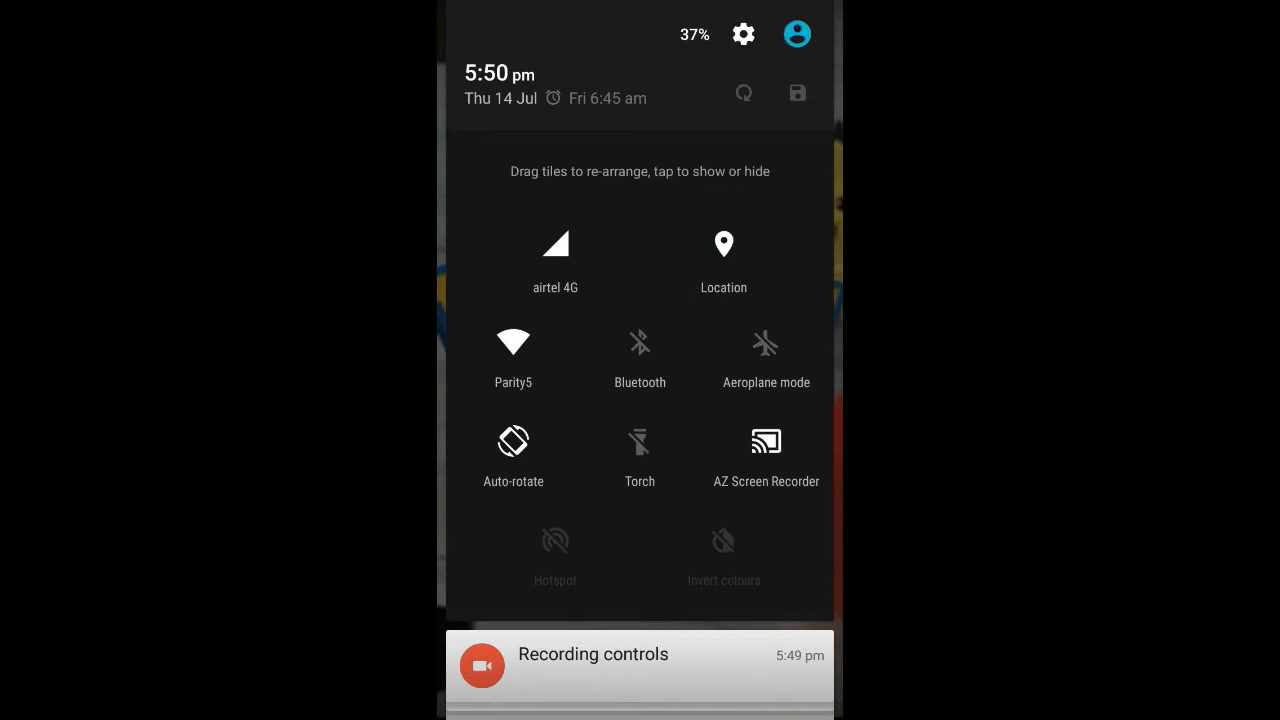 37%
5:50 pm
Thu 14 Jul Fri 6:45 am
Drag tiles to re-arrange, tap to show or hide
airtel 4G Location
Parity5 Bluetooth Aeroplane mode
Auto-rotate Torch AZ Screen Recorder
Hotspot Invert colours
Recording controls 5:49 pm